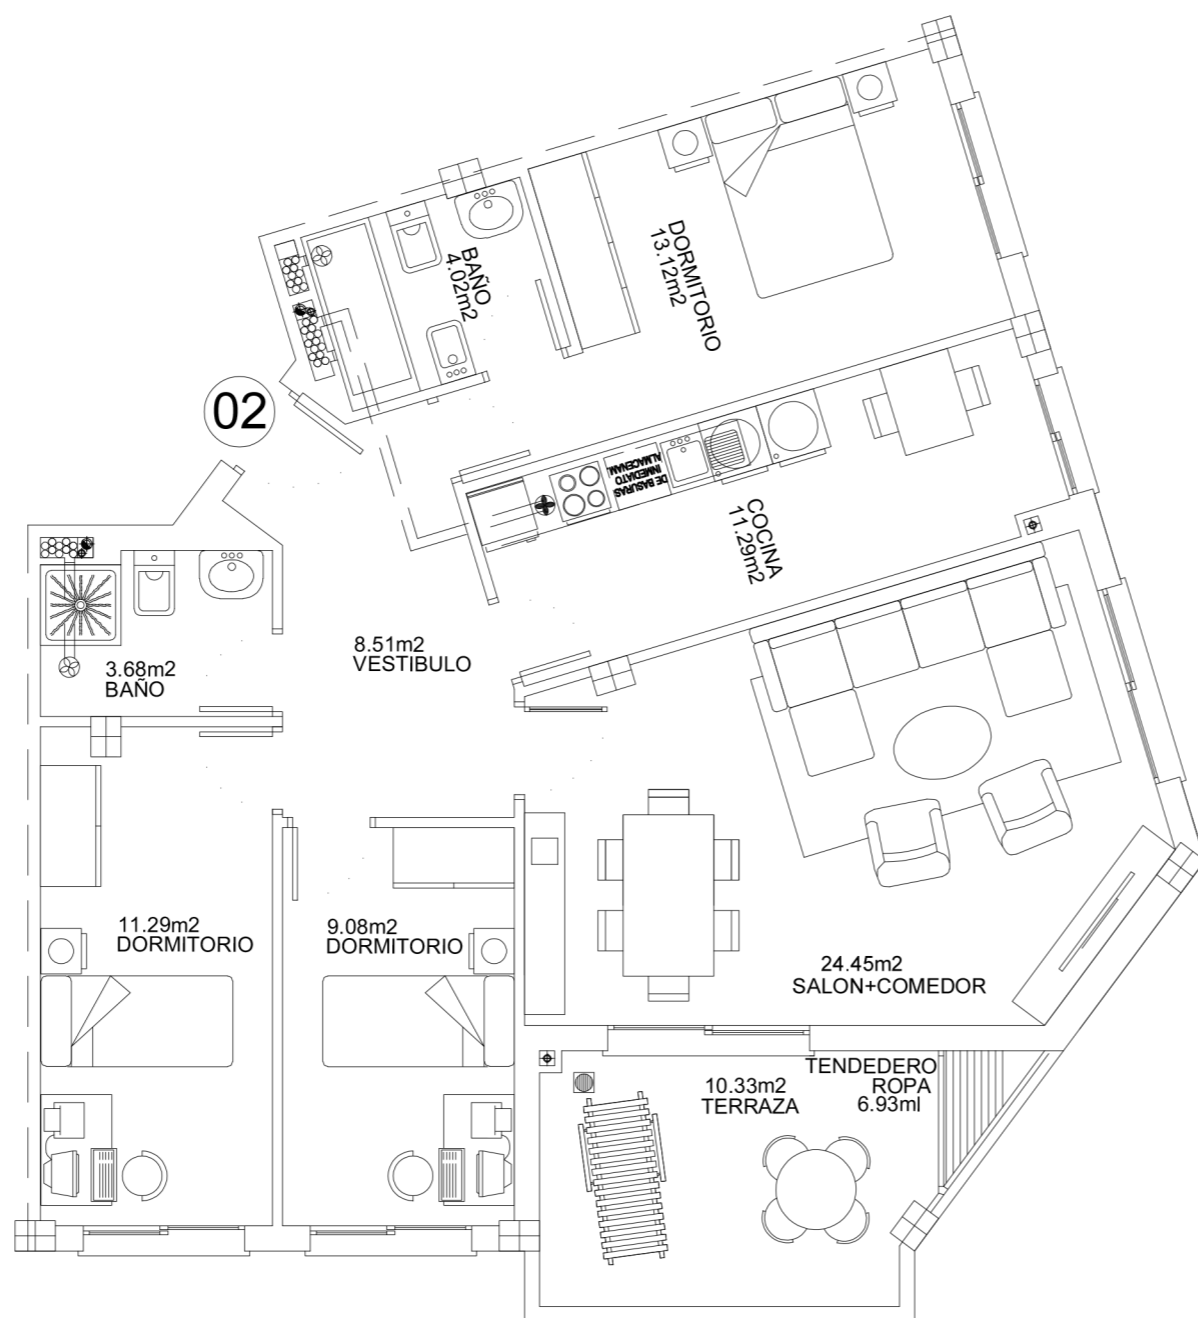 DORMITORIO
13.12m2
BAÑO
4.02m2
02
DE BASURAS
INMEDIATO
ALMACENAM.
COCINA
11.29m2
8.51m2
VESTIBULO
3.68m2
BAÑO
11.29m2
DORMITORIO
9.08m2
DORMITORIO
24.45m2
SALON+COMEDOR
10.33m2
TERRAZA
TENDEDERO
ROPA
6.93ml